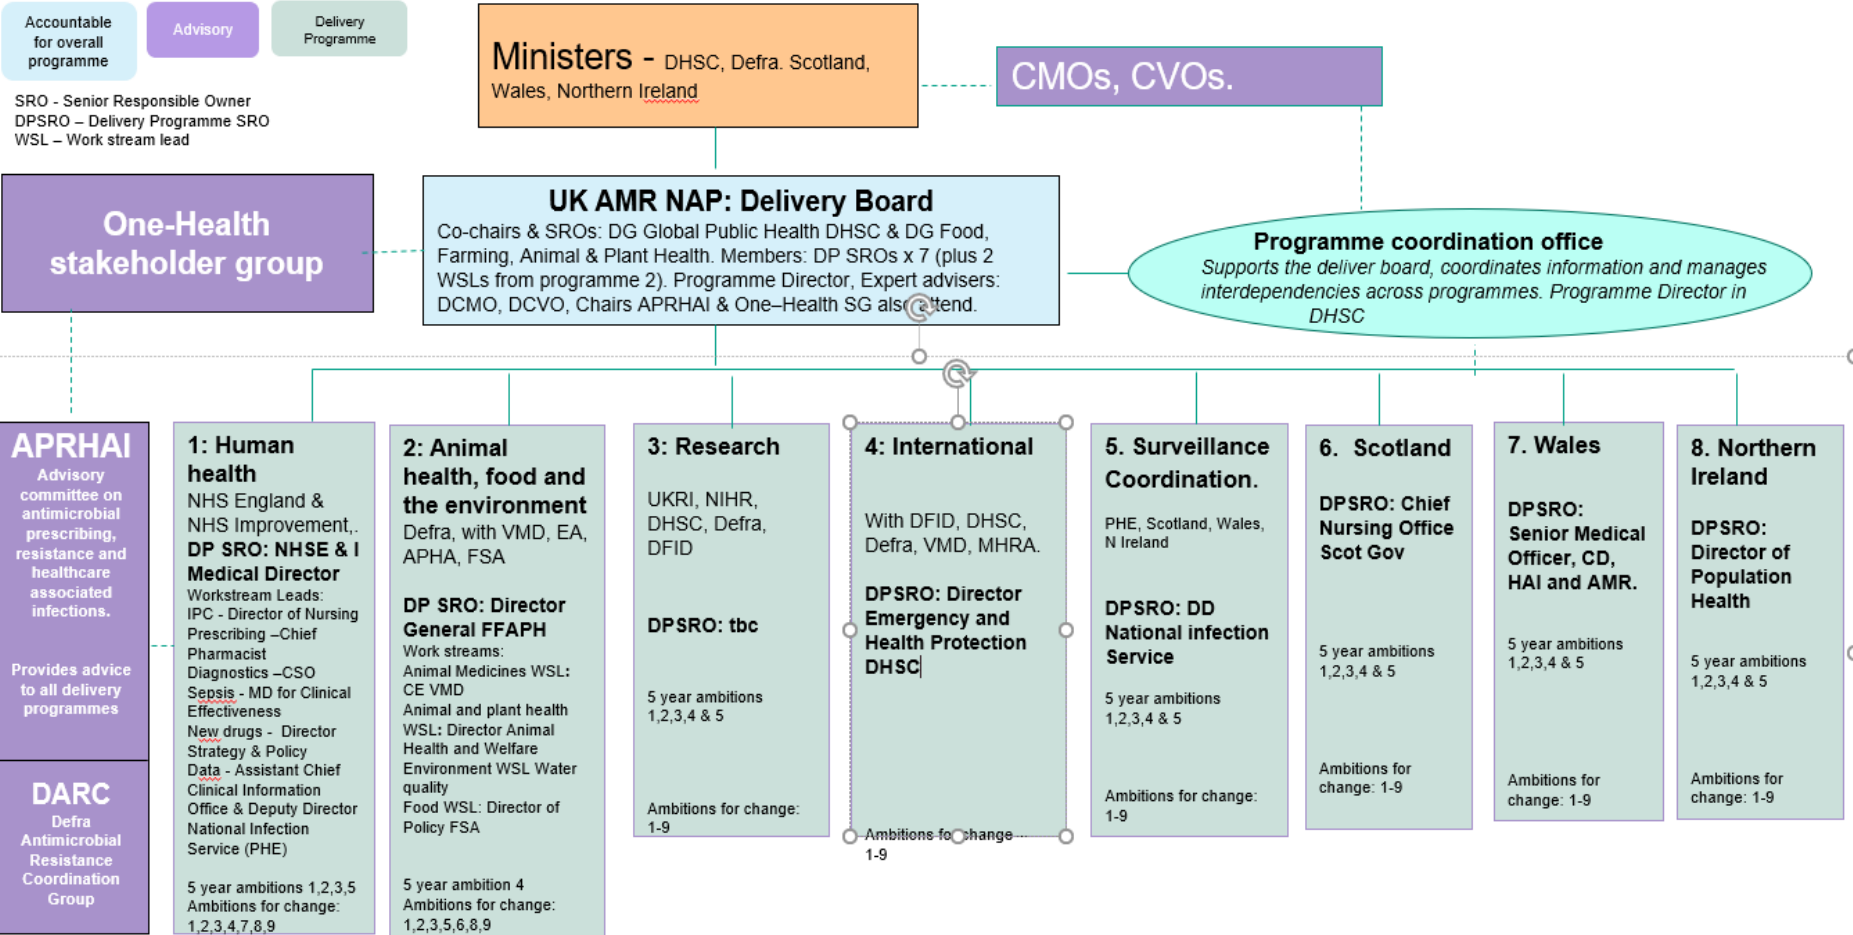 Accountable
for overall
programme
Advisory
Delivery
Programme
SRO - Senior Responsible Owner
DPSRO – Delivery Programme SRO
WSL – Work stream lead
Ministers - DHSC, Defra. Scotland,
Wales, Northern Ireland
CMOs, CVOs.
One-Health
stakeholder group
UK AMR NAP: Delivery Board
Co-chairs & SROs: DG Global Public Health DHSC & DG Food,
Farming, Animal & Plant Health. Members: DP SROs x 7 (plus 2
WSLs from programme 2). Programme Director, Expert advisers:
DCMO, DCVO, Chairs APRHAI & One–Health SG also attend.
Programme coordination office
Supports the deliver board, coordinates information and manages
interdependencies across programmes. Programme Director in
DHSC
APRHAI
Advisory
committee on
antimicrobial
prescribing,
resistance and
healthcare
associated
infections.
Provides advice
to all delivery
programmes
DARC
Defra
Antimicrobial
Resistance
Coordination
Group
1: Human
health
NHS England &
NHS Improvement,.
DP SRO: NHSE & I
Medical Director
Workstream Leads:
IPC - Director of Nursing
Prescribing –Chief
Pharmacist
Diagnostics –CSO
Sepsis - MD for Clinical
Effectiveness
New drugs - Director
Strategy & Policy
Data - Assistant Chief
Clinical Information
Office & Deputy Director
National Infection
Service (PHE)
5 year ambitions 1,2,3,5
Ambitions for change:
1,2,3,4,7,8,9
2: Animal
health, food and
the environment
Defra, with VMD, EA,
APHA, FSA
DP SRO: Director
General FFAPH
Work streams:
Animal Medicines WSL:
CE VMD
Animal and plant health
WSL: Director Animal
Health and Welfare
Environment WSL Water
quality
Food WSL: Director of
Policy FSA
5 year ambition 4
Ambitions for change:
1,2,3,5,6,8,9
3: Research
UKRI, NIHR,
DHSC, Defra,
DFID
DPSRO: tbc
5 year ambitions
1,2,3,4 & 5
Ambitions for change:
1-9
4: International
With DFID, DHSC,
Defra, VMD, MHRA.
DPSRO: Director
Emergency and
Health Protection
DHSC
Ambitions for change
1-9
5. Surveillance
Coordination.
PHE, Scotland, Wales,
N Ireland
DPSRO: DD
National infection
Service
5 year ambitions
1,2,3,4 & 5
Ambitions for change:
1-9
6. Scotland
DPSRO: Chief
Nursing Office
Scot Gov
5 year ambitions
1,2,3,4 & 5
Ambitions for
change: 1-9
7. Wales
DPSRO:
Senior Medical
Officer, CD,
HAI and AMR.
5 year ambitions
1,2,3,4 & 5
Ambitions for
change: 1-9
8. Northern
Ireland
DPSRO:
Director of
Population
Health
5 year ambitions
1,2,3,4 & 5
Ambitions for
change: 1-9